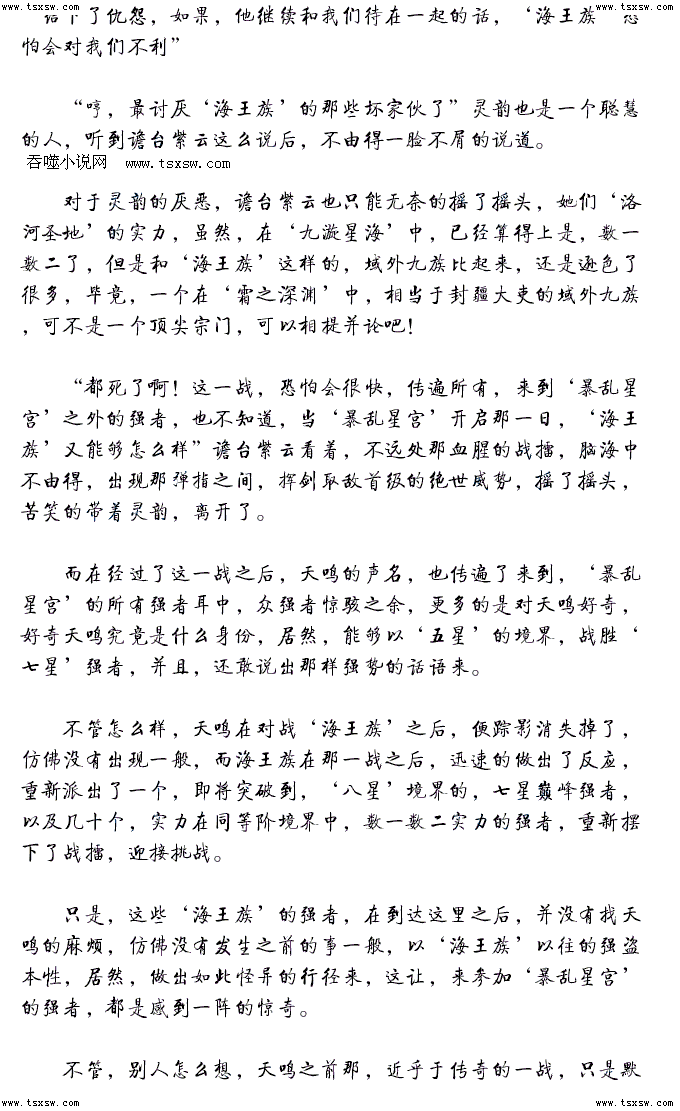 www.tsxsw.com www.tsxsw.com www.tsxsw.com www.tsxsw.com www.tsxsw.com
了仇怨，如果，他继续和我们待在一起的话，‘海王族’恐
怕会对我们不利”
“哼，最讨厌‘海王族’的那些坏家伙了”灵韵也是一个聪慧
的人，听到谵台紫云这么说后，不由得一脸不屑的说道。
吞噬小说网 www.tsxsw.com
对于灵韵的厌恶，谵台紫云也只能无奈的摇了摇头，她们‘洛
河圣地’的实力，虽然，在‘九漩星海’中，已经算得上是，数一
数二了，但是和‘海王族’这样的，域外九族比起来，还是逊色了
很多，毕竟，一个在‘霜之深渊’中，相当于封疆大吏的域外九族
，可不是一个顶尖宗门，可以相提并论吧！
“都死了啊！这一战，恐怕会很快，传遍所有，来到‘暴乱星
宫’之外的强者，也不知道，当‘暴乱星宫’开启那一日，‘海王
族’又能够怎么样”谵台紫云看着，不远处那血腥的战擂，脑海中
不由得，出现那弹指之间，挥剑取敌首级的绝世威势，摇了摇头，
苦笑的带着灵韵，离开了。
而在经过了这一战之后，天鸣的声名，也传遍了来到，‘暴乱
星宫’的所有强者耳中，众强者惊骇之余，更多的是对天鸣好奇，
好奇天鸣究竟是什么身份，居然，能够以‘五星’的境界，战胜‘
七星’强者，并且，还敢说出那样强势的话语来。
不管怎么样，天鸣在对战‘海王族’之后，便踪影消失掉了，
仿佛没有出现一般，而海王族在那一战之后，迅速的做出了反应，
重新派出了一个，即将突破到，‘八星’境界的，七星巅峰强者，
以及几十个，实力在同等阶境界中，数一数二实力的强者，重新摆
下了战擂，迎接挑战。
只是，这些‘海王族’的强者，在到达这里之后，并没有找天
鸣的麻烦，仿佛没有发生之前的事一般，以‘海王族’以往的强盗
本性，居然，做出如此怪异的行径来，这让，来参加‘暴乱星宫’
的强者，都是感到一阵的惊奇。
不管，别人怎么想，天鸣之前那，近乎于传奇的一战，只是默
www.tsxsw.com www.tsxsw.com www.tsxsw.com www.tsxsw.com www.tsxsw.com